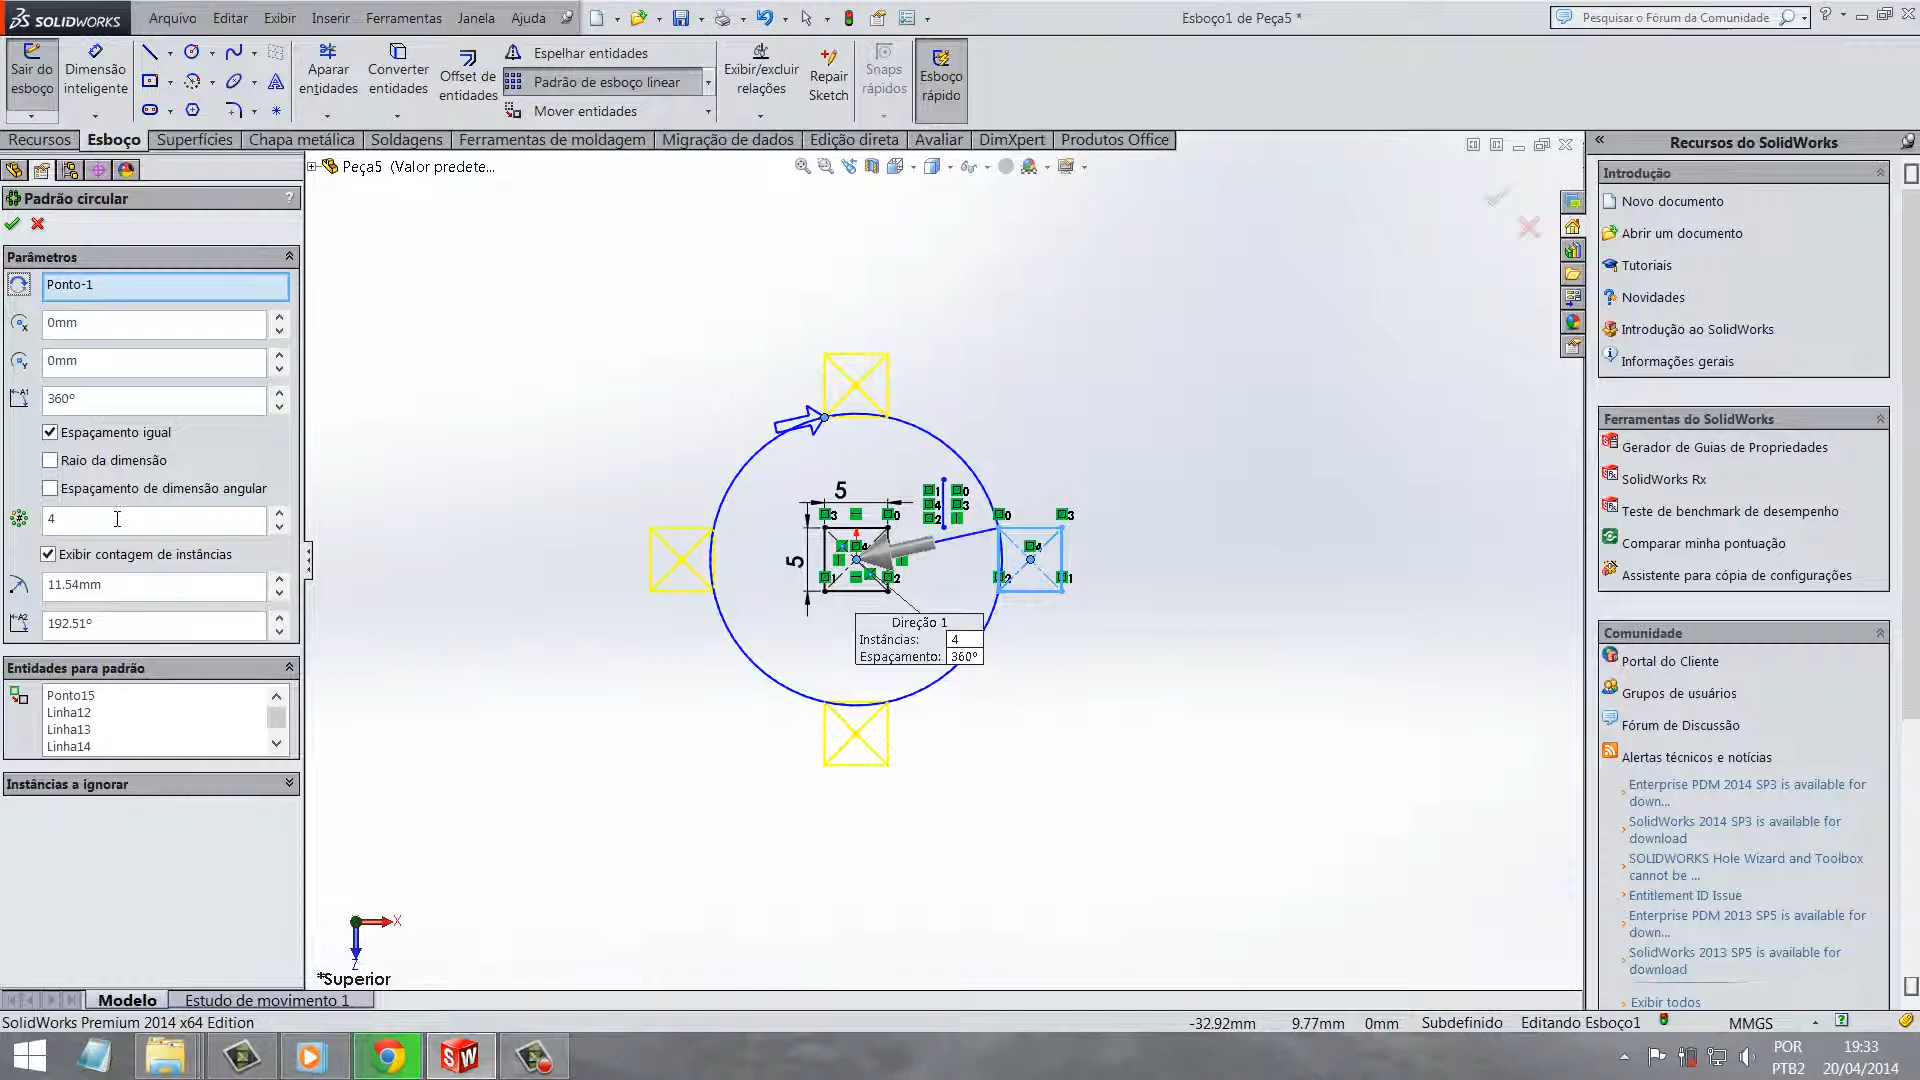 SOLIDWORKS
Arquivo
Editar
Exibir
Inserir
Ferramentas
Janela
Ajuda
Esboço1 de Peça5 *
Pesquisar o Fórum da Comunidade
Sair do esboço
Dimensão inteligente
Aparar entidades
Converter entidades
Offset de entidades
Espelhar entidades
Padrão de esboço linear
Mover entidades
Exibir/excluir relações
Repair Sketch
Snaps rápidos
Esboço rápido
Recursos
Esboço
Superfícies
Chapa metálica
Soldagens
Ferramentas de moldagem
Migração de dados
Edição direta
Avaliar
DimXpert
Produtos Office
Peça5 (Valor predete...
Padrão circular
?
Parâmetros
Ponto-1
0mm
0mm
360º
Espaçamento igual
Raio da dimensão
Espaçamento de dimensão angular
4
Exibir contagem de instâncias
11.54mm
192.51º
Entidades para padrão
Ponto15
Linha12
Linha13
Linha14
Instâncias a ignorar
5
5
Direção 1
Instâncias: 4
Espaçamento: 360º
X
Z
*Superior
Recursos do SolidWorks
Introdução
Novo documento
Abrir um documento
Tutoriais
Novidades
Introdução ao SolidWorks
Informações gerais
Ferramentas do SolidWorks
Gerador de Guias de Propriedades
SolidWorks Rx
Teste de benchmark de desempenho
Comparar minha pontuação
Assistente para cópia de configurações
Comunidade
Portal do Cliente
Grupos de usuários
Fórum de Discussão
Alertas técnicos e notícias
Enterprise PDM 2014 SP3 is available for down...
SolidWorks 2014 SP3 is available for download
SOLIDWORKS Hole Wizard and Toolbox cannot be ...
Entitlement ID Issue
Enterprise PDM 2013 SP5 is available for down...
SolidWorks 2013 SP5 is available for download
Exibir todos
Modelo
Estudo de movimento 1
SolidWorks Premium 2014 x64 Edition
-32.92mm
9.77mm
0mm
Subdefinido
Editando Esboço1
MMGS
POR
PTB2
19:33
20/04/2014